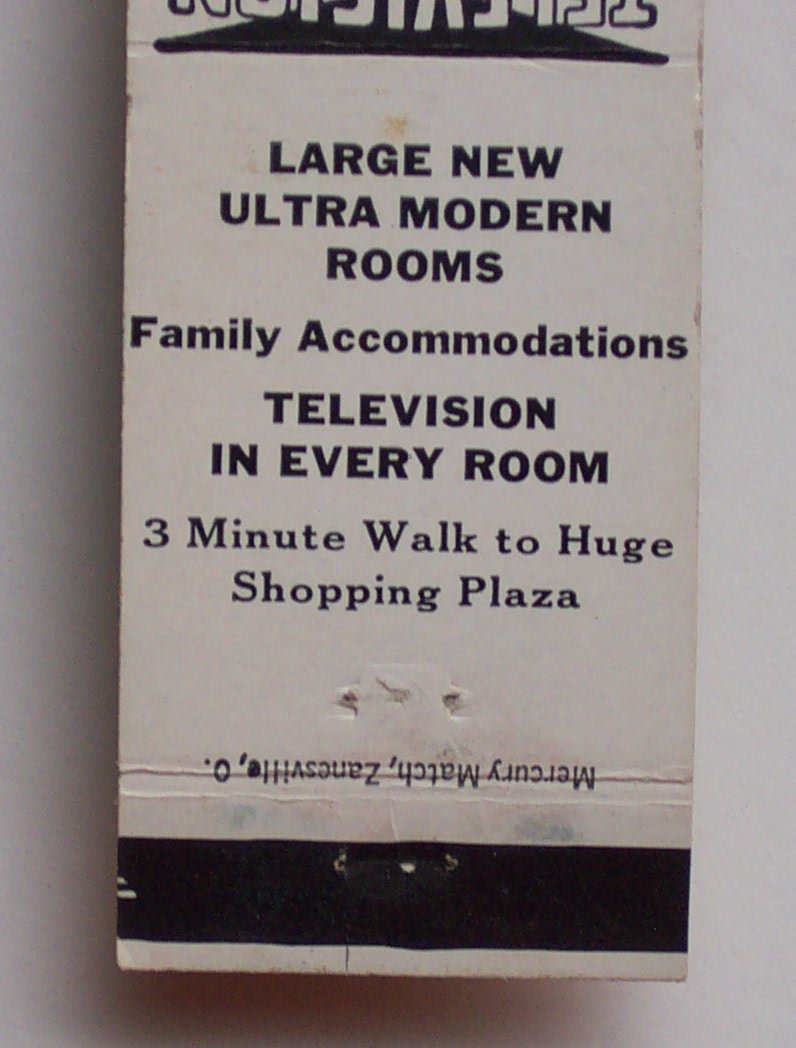 TELEVISION
LARGE NEW
ULTRA MODERN
ROOMS
Family Accommodations
TELEVISION
IN EVERY ROOM
3 Minute Walk to Huge
Shopping Plaza
Mercury Match, Zanesville, O.